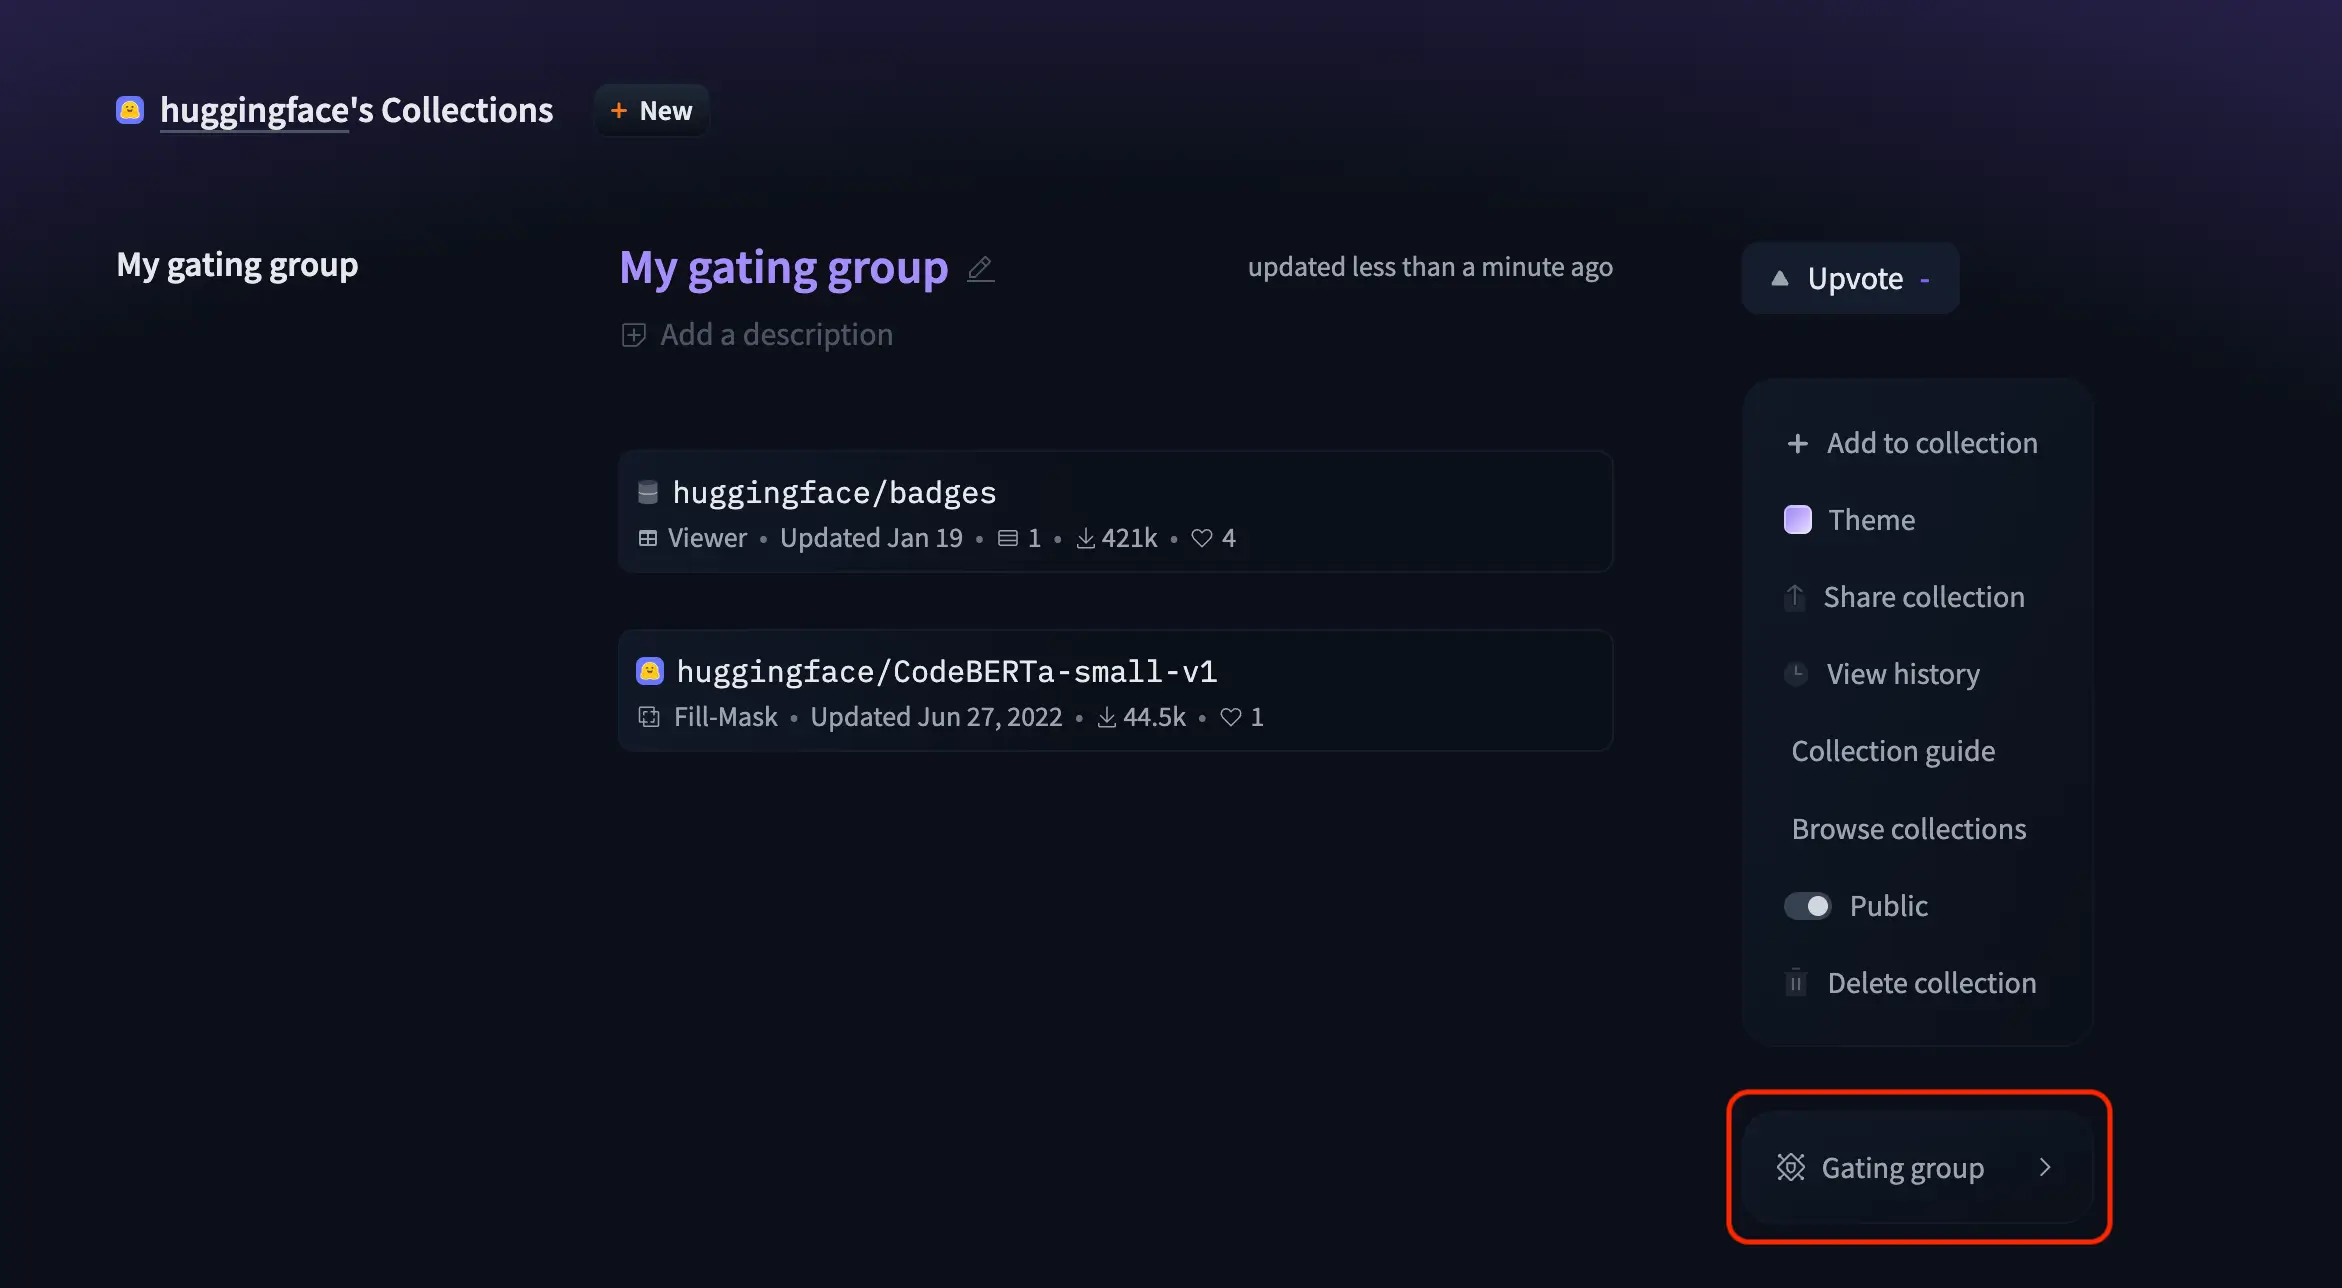 huggingface's Collections
+ New
My gating group
My gating group
updated less than a minute ago
Add a description
huggingface/badges
Viewer • Updated Jan 19 • 1 • 421k • 4
huggingface/CodeBERTa-small-v1
Fill-Mask • Updated Jun 27, 2022 • 44.5k • 1
Upvote -
Add to collection
Theme
Share collection
View history
Collection guide
Browse collections
Public
Delete collection
Gating group